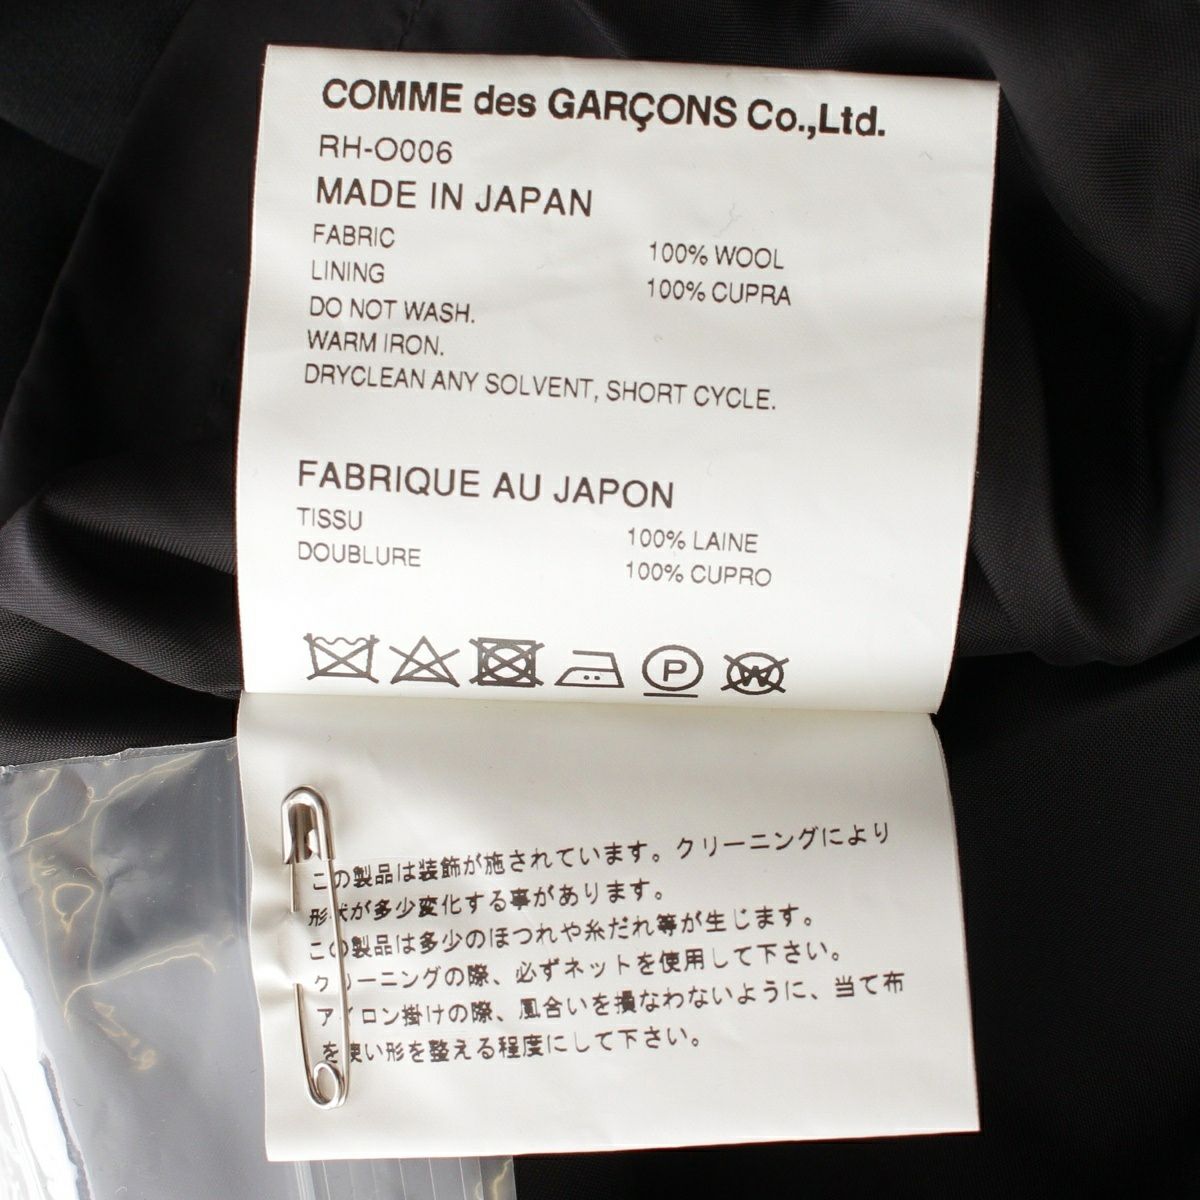 COMME des GARÇONS Co.,Ltd.
RH-O006
MADE IN JAPAN
FABRIC 100% WOOL
LINING 100% CUPRA
DO NOT WASH.
WARM IRON.
DRYCLEAN ANY SOLVENT, SHORT CYCLE.
FABRIQUE AU JAPON
TISSU 100% LAINE
DOUBLURE 100% CUPRO
P W
この製品は装飾が施されています。クリーニングにより
形状が多少変化する事があります。
この製品は多少のほつれや糸だれ等が生じます。
クリーニングの際、必ずネットを使用して下さい。
アイロン掛けの際、風合いを損なわないように、当て布
を使い形を整える程度にして下さい。